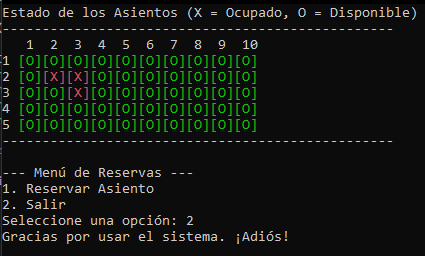 Estado de los Asientos (X = Ocupado, O = Disponible)
--------------------------------------------------
1 2 3 4 5 6 7 8 9 10
1 [O][O][O][O][O][O][O][O][O][O]
2 [O][X][X][O][O][O][O][O][O][O]
3 [O][O][X][O][O][O][O][O][O][O]
4 [O][O][O][O][O][O][O][O][O][O]
5 [O][O][O][O][O][O][O][O][O][O]
--------------------------------------------------
--- Menú de Reservas ---
1. Reservar Asiento
2. Salir
Seleccione una opción: 2
Gracias por usar el sistema. ¡Adiós!